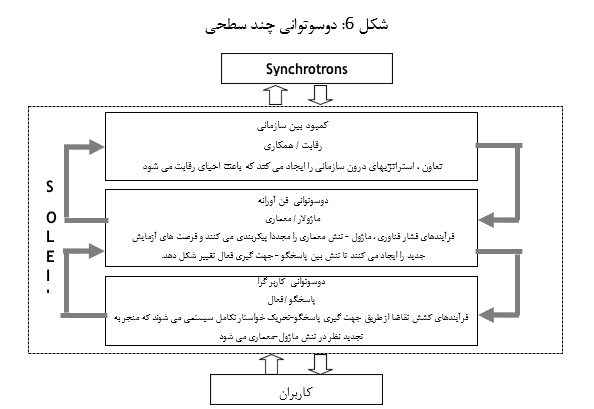 شکل 6: دوسوتوانی چند سطحی
Synchrotrons
کمبود بین سازمانی
رقابت / همکاری
تعاون ، استراتژیهای درون سازمانی را ایجاد می کند که باعث احیای رقابت می شود
دوسوتوانی فن آورانه
ماژولار/معماری
فرآیندهای فشار فناوری ، ماژول - تنش معماری را مجددا پیکربندی می کنند و فرصت های آزمایش
جدید را ایجاد می کنند تا تنش بین پاسخگو - جهت گیری فعال تغییر شکل دهد.
دوسوتوانی کاربر گرا
پاسخگو/فعال
فرآیندهای کشش تقاضا از طریق جهت گیری پاسخگو-تحریک خواستار تکامل سیستمی می شوند که منجر به
تجدید نظر در تنش ماژول-معماری می شود
کاربران
S
O
L
E
I
.